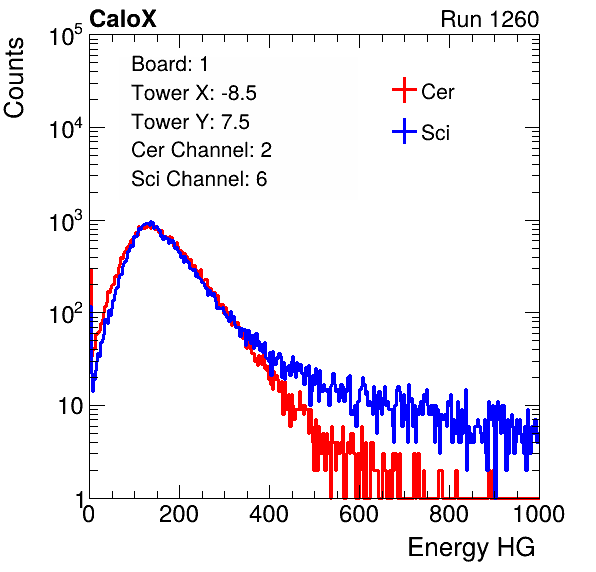 CaloX Run 1260
Counts
Board: 1
Tower X: -8.5
Tower Y: 7.5
Cer Channel: 2
Sci Channel: 6
Cer
Sci
10^5
10^4
10^3
10^2
10
1
0 200 400 600 800 1000
Energy HG